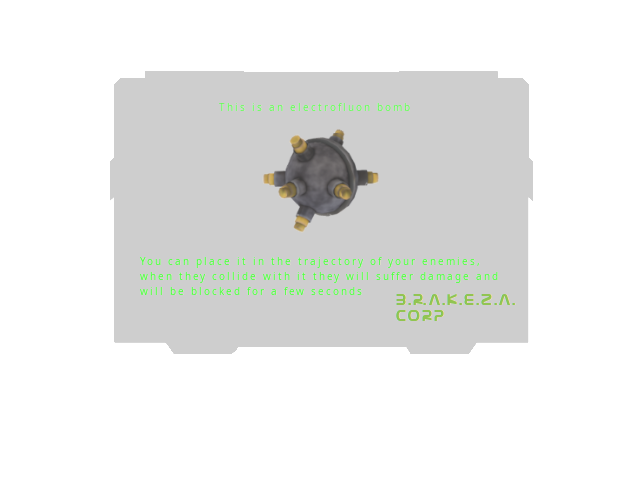 This is an bomb
You can place it in the trajectory of your enemies,
when they collide with it they will suffer damage and
will be blocked for a few seconds
B.R.A.K.E.Z.A.
CORP